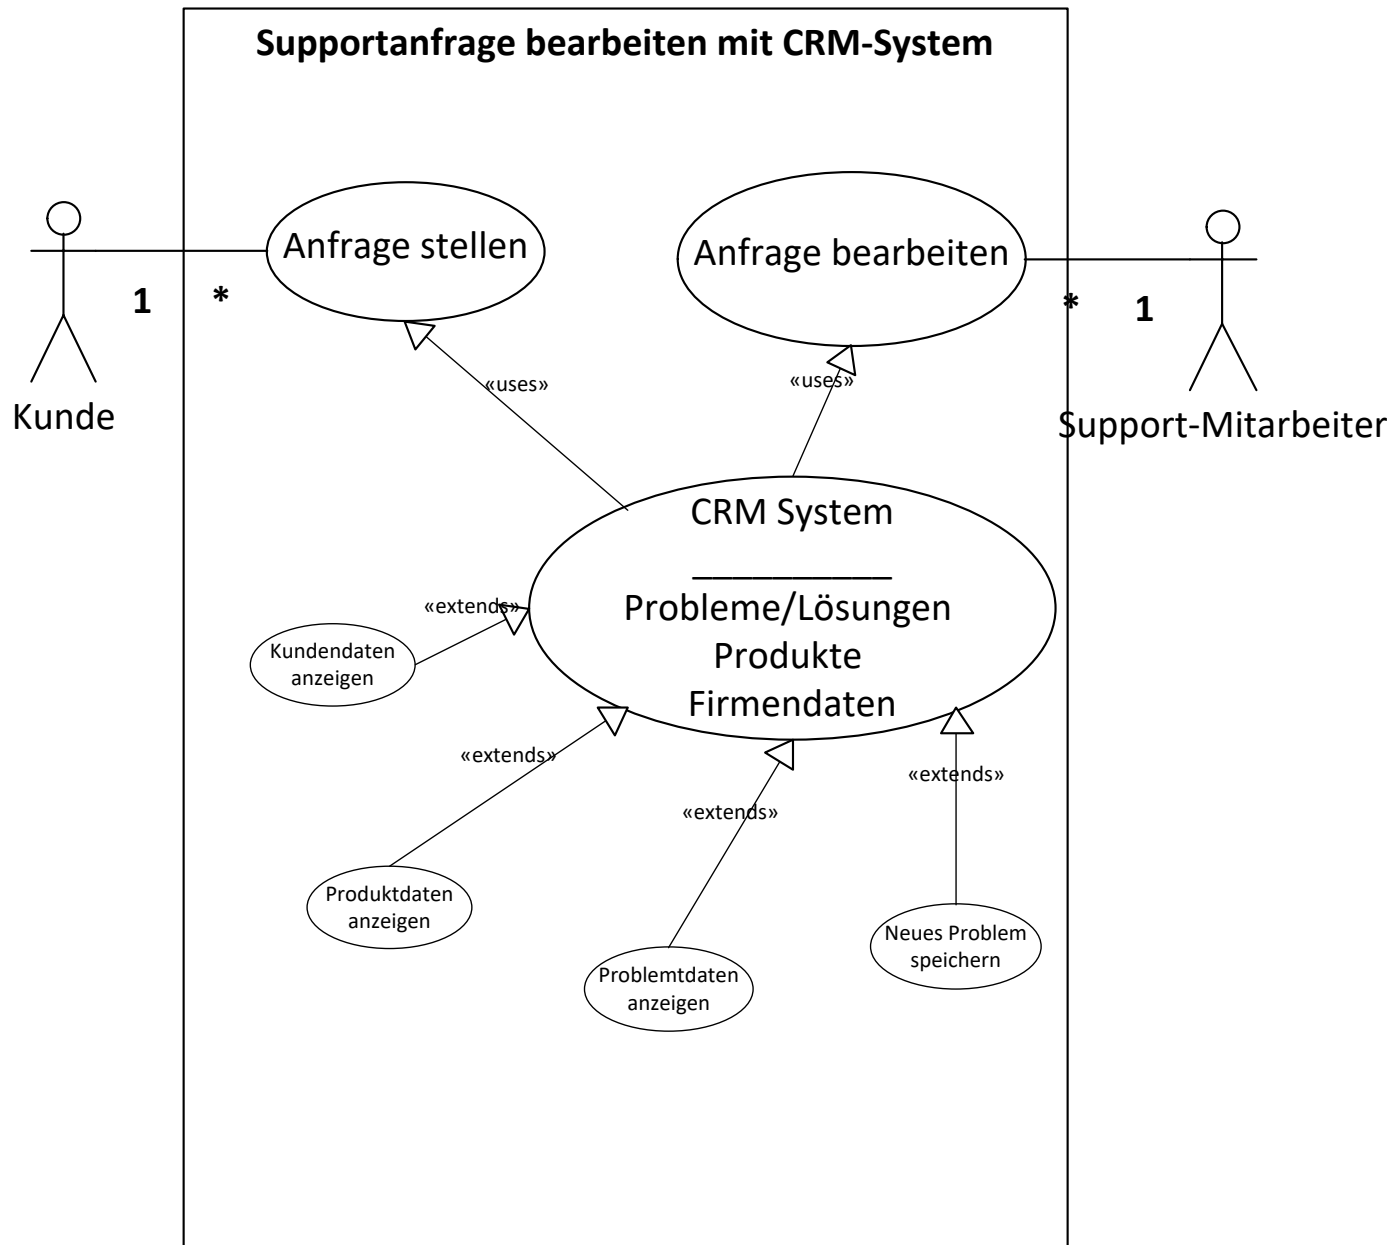 Supportanfrage bearbeiten mit CRM-System
Anfrage stellen
Anfrage bearbeiten
1
*
*
1
Kunde
Support-Mitarbeiter
«uses»
«uses»
CRM System
___________
Probleme/Lösungen
Produkte
Firmendaten
«extends»
Kundendaten
anzeigen
«extends»
«extends»
«extends»
Produktdaten
anzeigen
Problemtdaten
anzeigen
Neues Problem
speichern